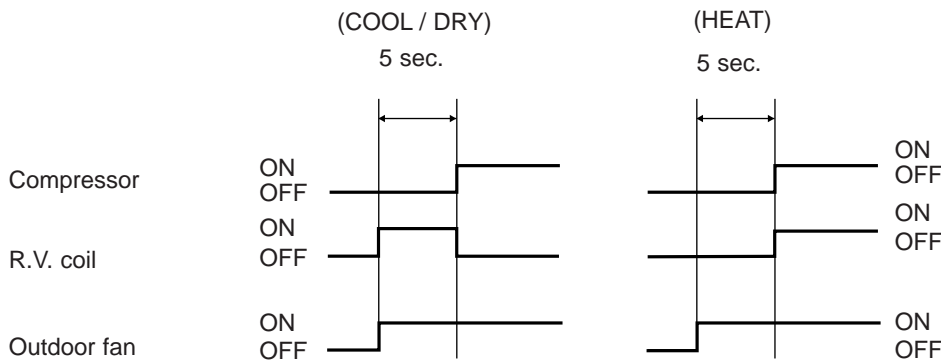 (COOL / DRY) (HEAT)
5 sec. 5 sec.
Compressor ON ON
OFF OFF
R.V. coil ON ON
OFF OFF
Outdoor fan ON ON
OFF OFF